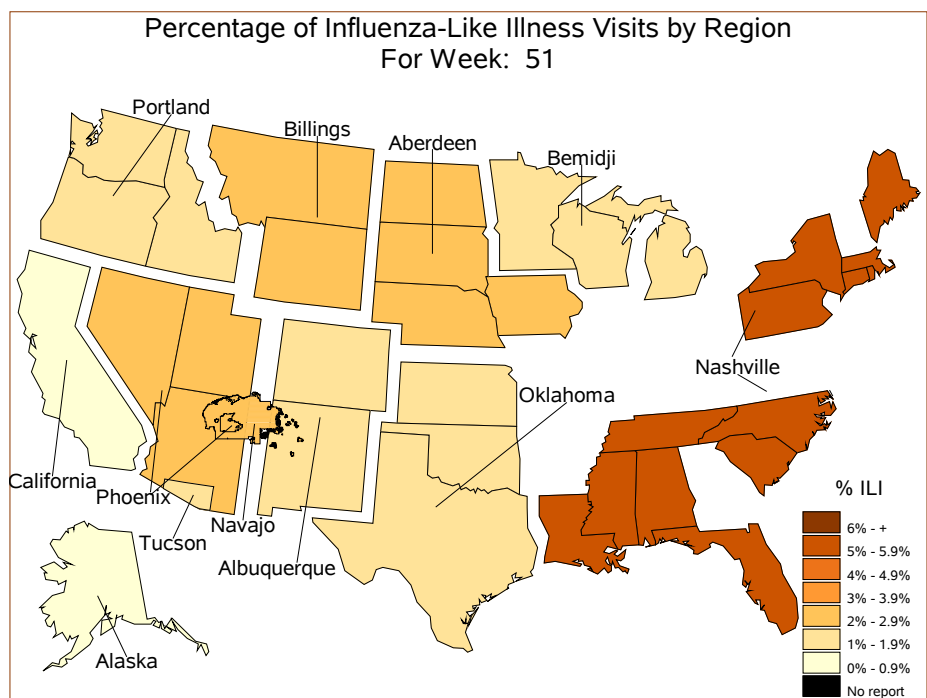 Percentage of Influenza-Like Illness Visits by Region
For Week: 51
Portland
Billings
Aberdeen
Bemidji
Nashville
Oklahoma
California
Phoenix
Navajo
Tucson
Albuquerque
Alaska
% ILI
6% - +
5% - 5.9%
4% - 4.9%
3% - 3.9%
2% - 2.9%
1% - 1.9%
0% - 0.9%
No report